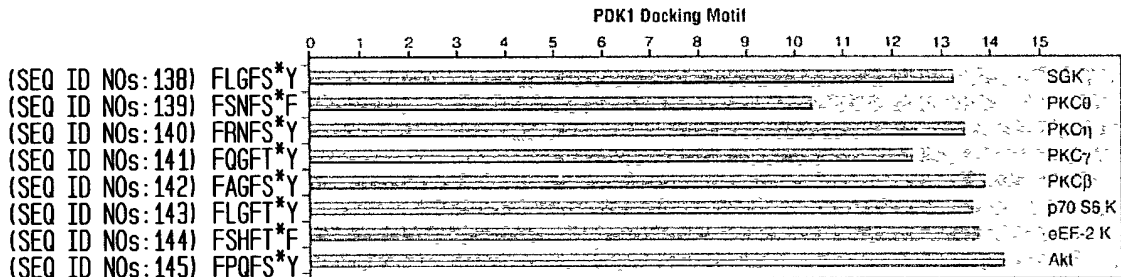 PDK1 Docking Motif
0 1 2 3 4 5 6 7 8 9 10 11 12 13 14 15
(SEQ ID NOs:138) FLGFS*Y SGK
(SEQ ID NOs:139) FSNFS*F PKCθ
(SEQ ID NOs:140) FRNFS*Y PKCη
(SEQ ID NOs:141) FQGFT*Y PKCγ
(SEQ ID NOs:142) FAGFS*Y PKCβ
(SEQ ID NOs:143) FLGFT*Y p70 S6 K
(SEQ ID NOs:144) FSHFT*F eEF-2 K
(SEQ ID NOs:145) FPQFS*Y Akt